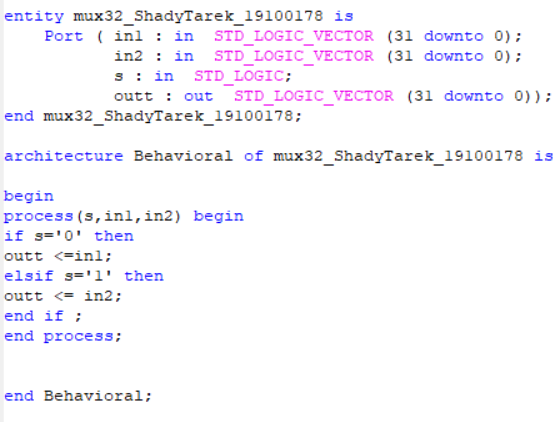 entity mux32_ShadyTarek_19100178 is
Port ( in1 : in STD_LOGIC_VECTOR (31 downto 0);
in2 : in STD_LOGIC_VECTOR (31 downto 0);
s : in STD_LOGIC;
outt : out STD_LOGIC_VECTOR (31 downto 0));
end mux32_ShadyTarek_19100178;
architecture Behavioral of mux32_ShadyTarek_19100178 is
begin
process(s,in1,in2) begin
if s='0' then
outt <=in1;
elsif s='1' then
outt <= in2;
end if ;
end process;
end Behavioral;